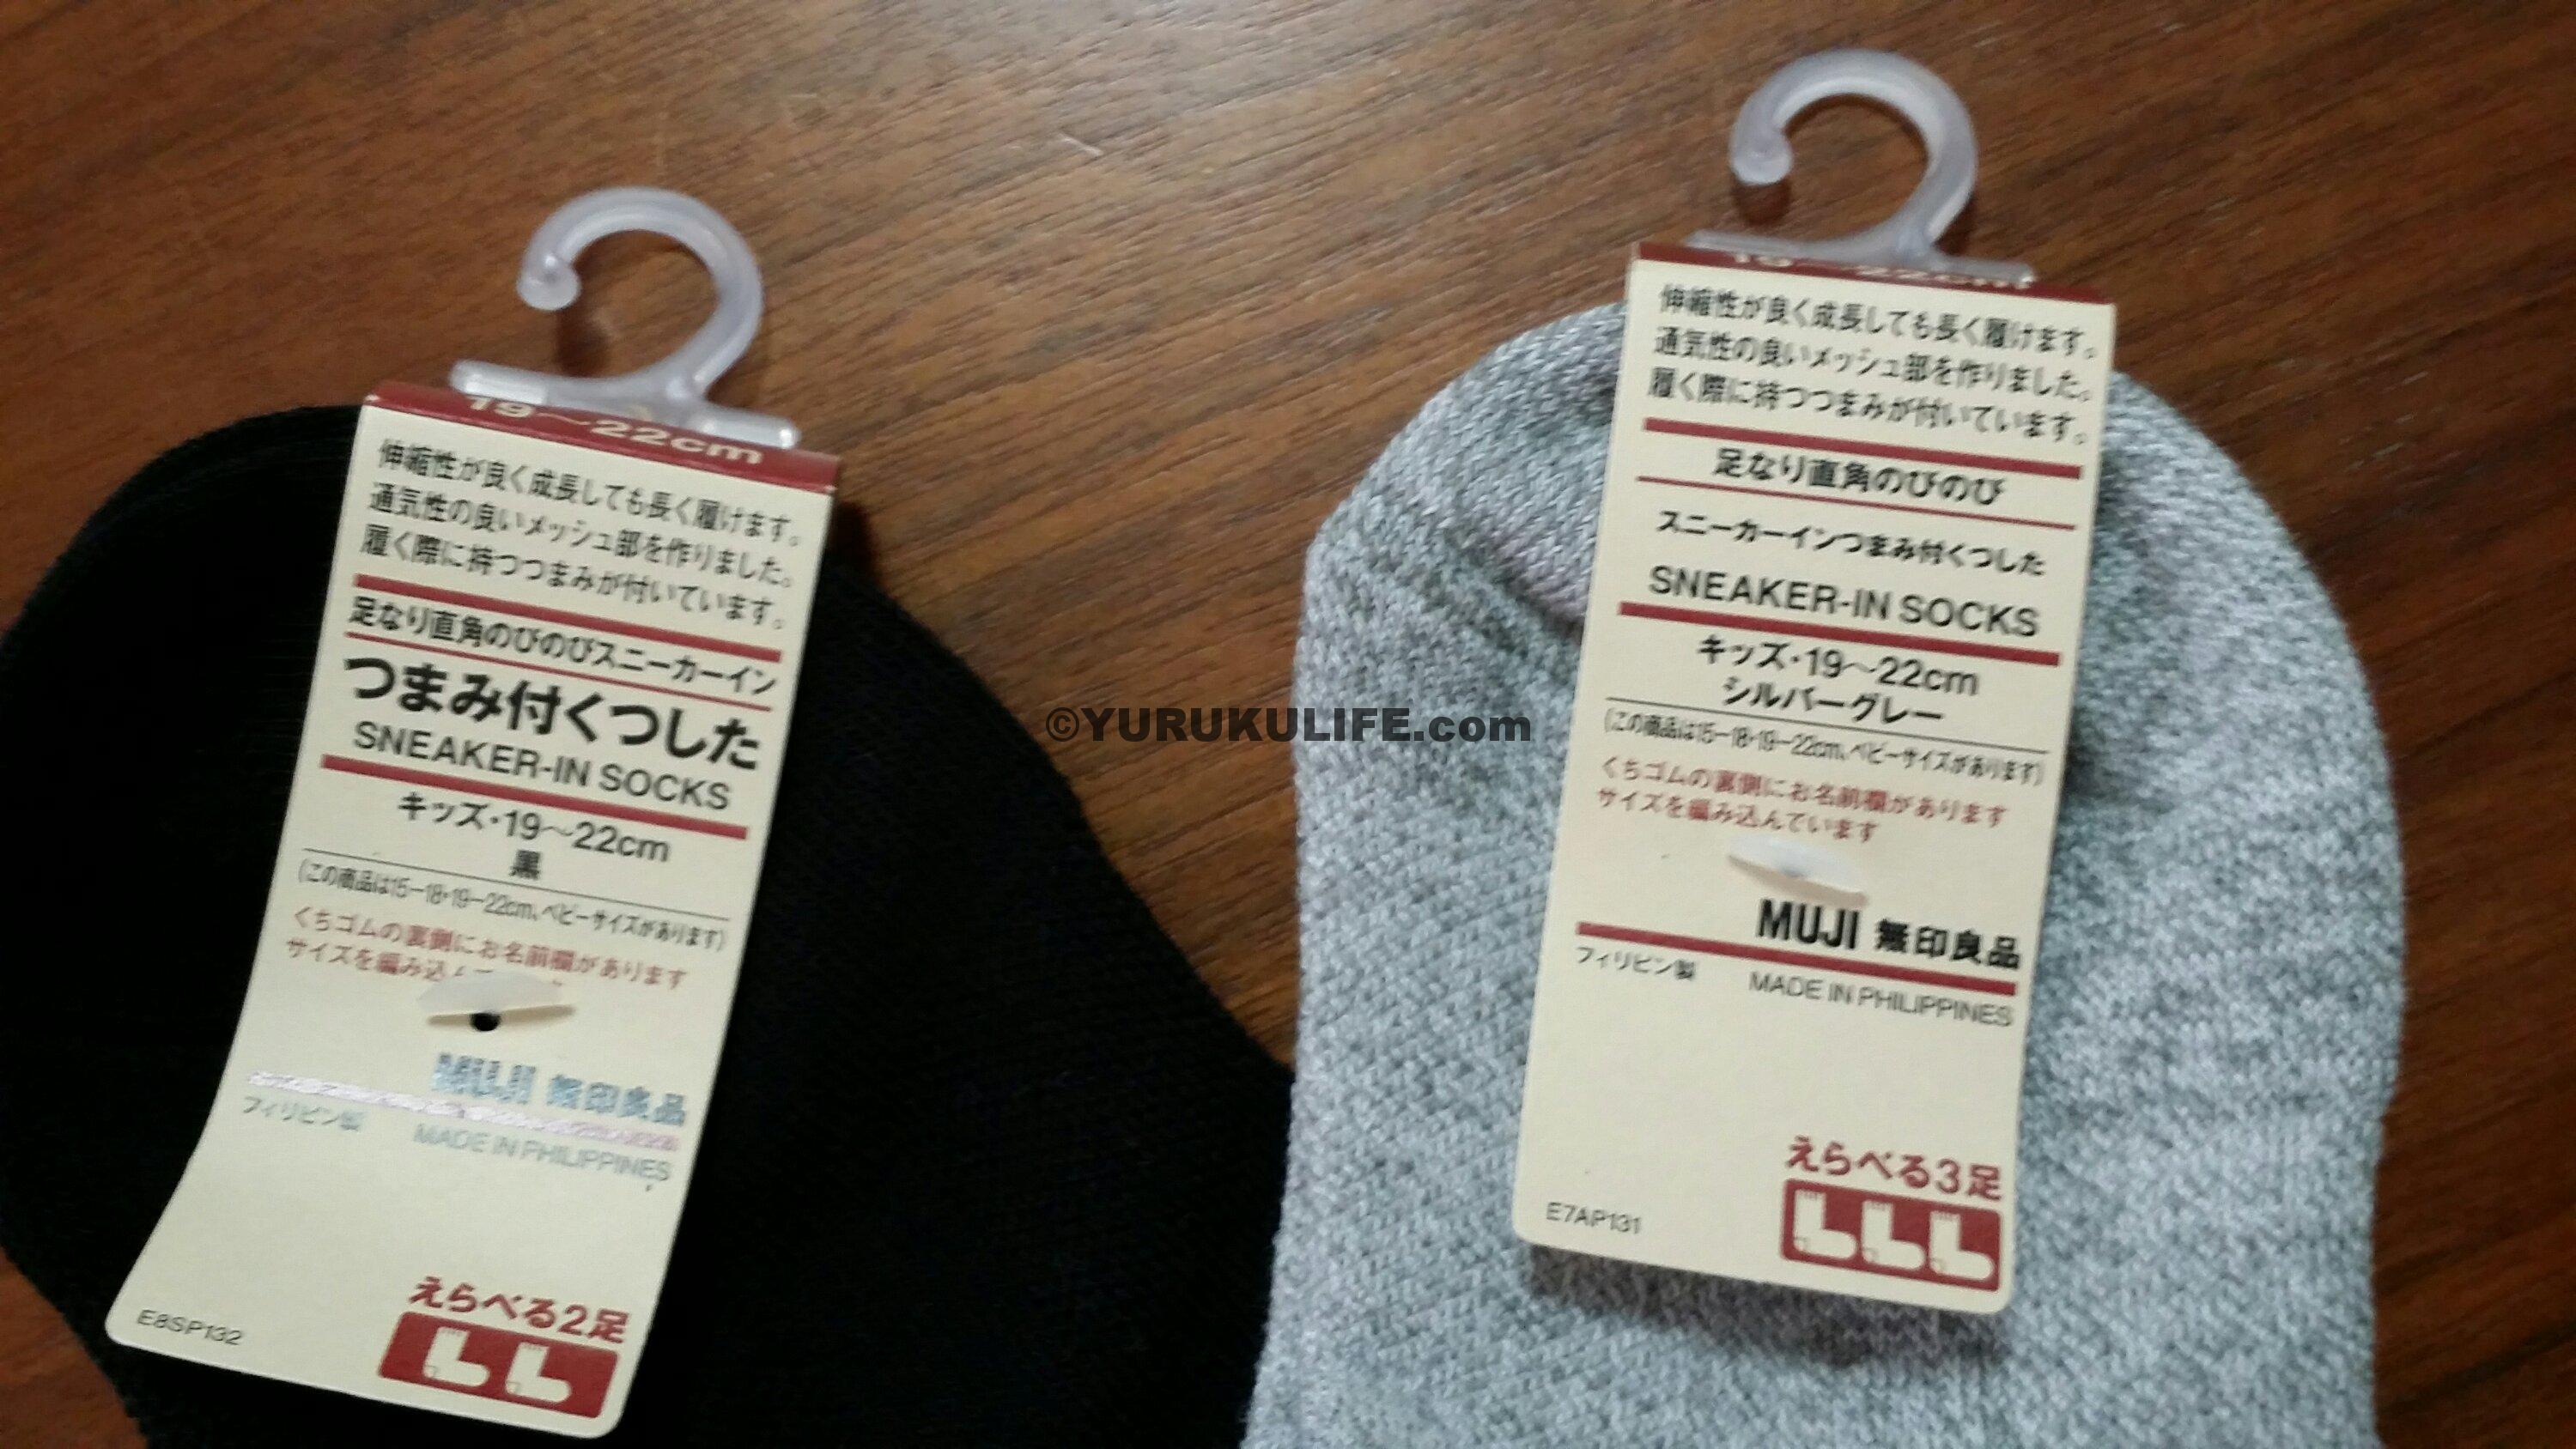 19〜22cm
伸縮性が良く成長しても長く履けます。
通気性の良いメッシュ部を作りました。
履く際に持つつまみが付いています。
足なり直角のびのびスニーカーイン
つまみ付くつした
SNEAKER-IN SOCKS
キッズ・19〜22cm
黒
(この商品は15-18・19-22cm、ベビーサイズがあります)
くちゴムの裏側にお名前欄があります
サイズを編み込
MUJI 無印良品
フィリピン製 MADE IN PHILIPPINES
えらべる2足
E8SP132
19〜22cm
伸縮性が良く成長しても長く履けます。
通気性の良いメッシュ部を作りました。
履く際に持つつまみが付いています。
足なり直角のびのび
スニーカーインつまみ付くつした
SNEAKER-IN SOCKS
キッズ・19〜22cm
シルバーグレー
(この商品は15-18・19-22cm、ベビーサイズがあります)
くちゴムの裏側にお名前欄があります
サイズを編み込んでいます
MUJI 無印良品
フィリピン製 MADE IN PHILIPPINES
えらべる3足
E7AP131
©YURUKULIFE.com